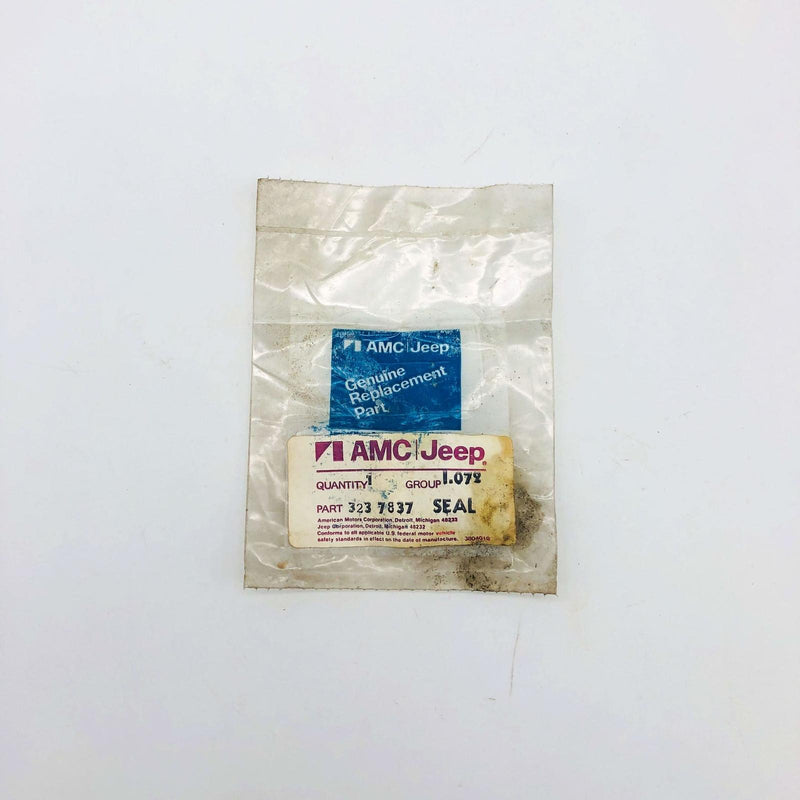 AMC|Jeep
Genuine
Replacement
Part
AMC|Jeep®
QUANTITY 1 GROUP 1.072
PART 323 7837 SEAL
American Motors Corporation, Detroit, Michigan 48232
Jeep Corporation, Detroit, Michigan 48232
Conforms to all applicable U.S. federal motor vehicle
safety standards in effect on the date of manufacture.